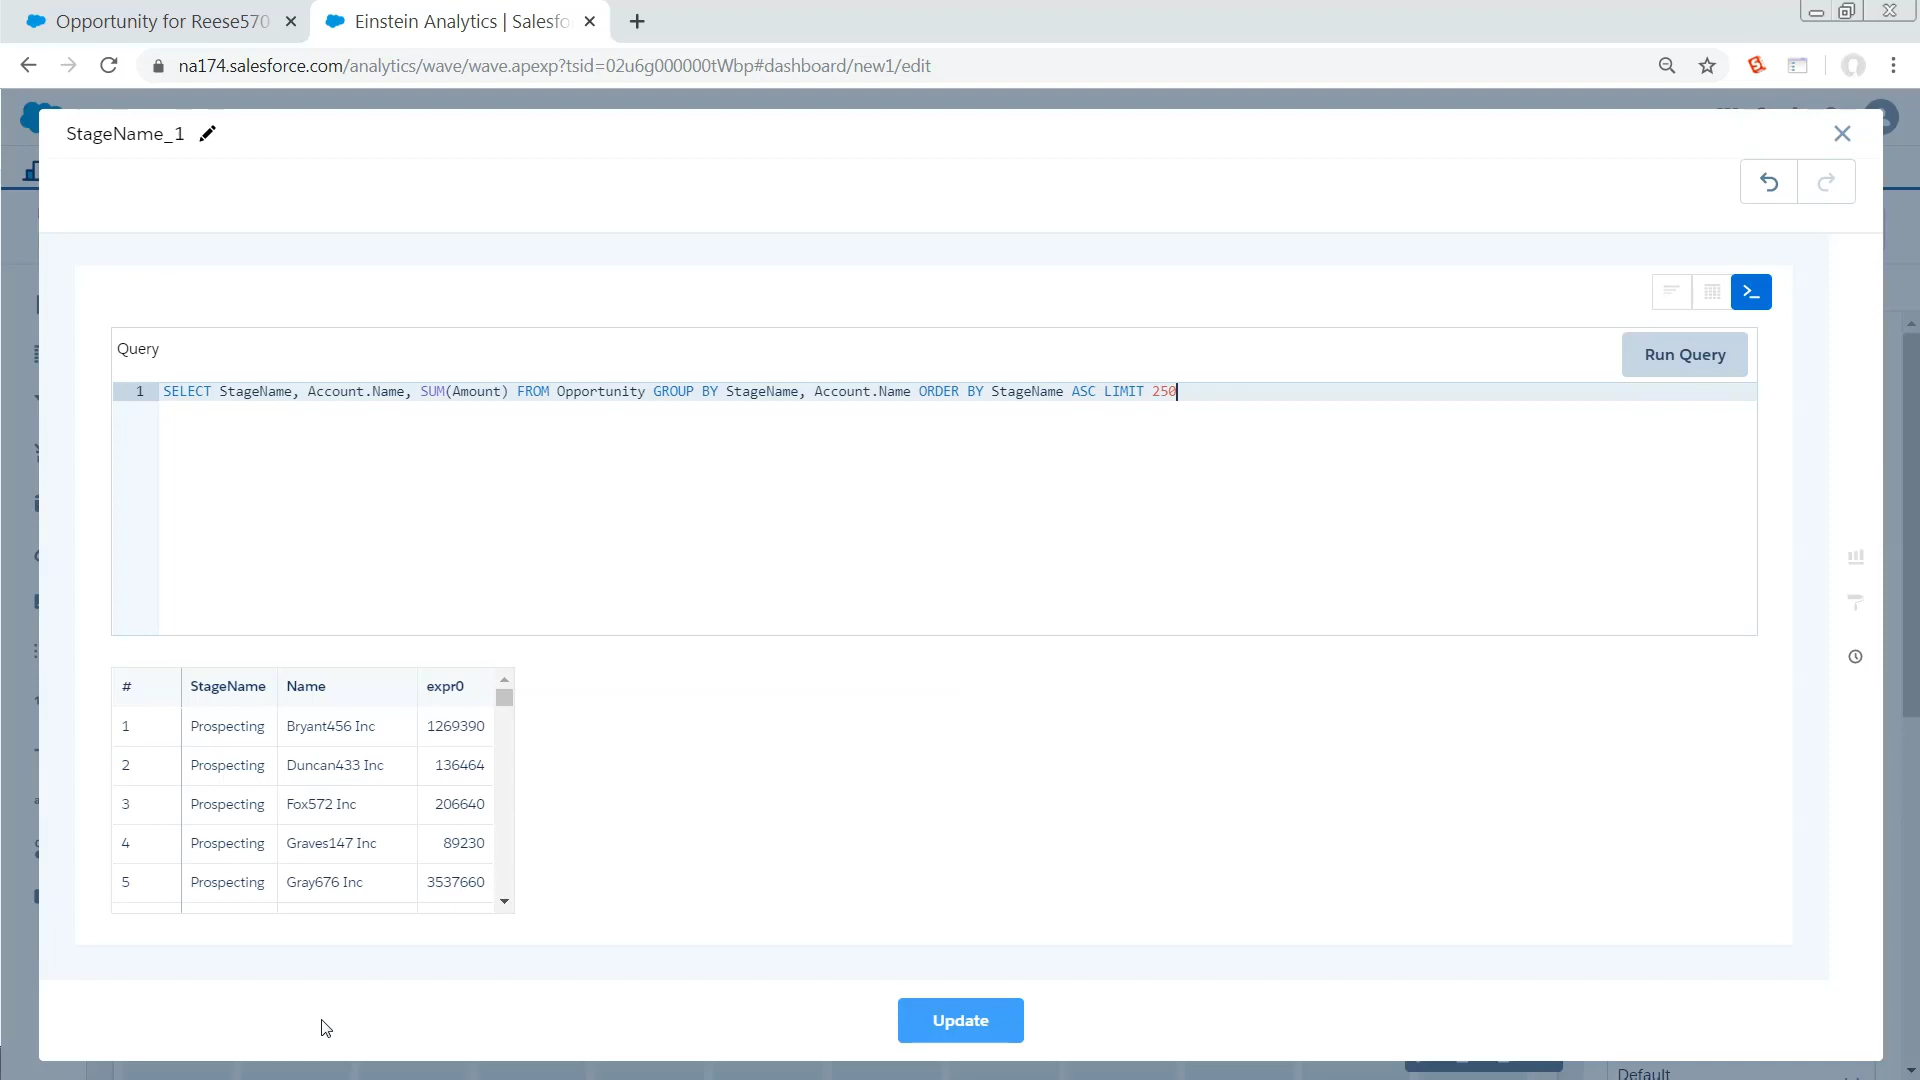 Opportunity for Reese570
Einstein Analytics | Salesfo
na174.salesforce.com/analytics/wave/wave.apexp?tsid=02u6g000000tWbp#dashboard/new1/edit
StageName_1
Query
Run Query
1 SELECT StageName, Account.Name, SUM(Amount) FROM Opportunity GROUP BY StageName, Account.Name ORDER BY StageName ASC LIMIT 250
# StageName Name expr0
1 Prospecting Bryant456 Inc 1269390
2 Prospecting Duncan433 Inc 136464
3 Prospecting Fox572 Inc 206640
4 Prospecting Graves147 Inc 89230
5 Prospecting Gray676 Inc 3537660
Update
Default